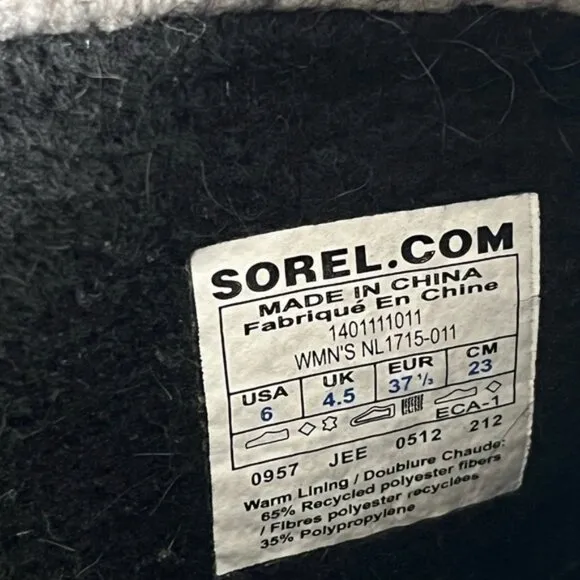 SOREL.COM
MADE IN CHINA
Fabriqué En Chine
1401111011
WMN'S NL1715-011
USA UK EUR CM
6 4.5 37 ⅓ 23
ECA-1
0957 JEE 0512 212
Warm Lining / Doublure Chaude:
65% Recycled polyester fibers
/ Fibres polyester recyclées
35% Polypropylene